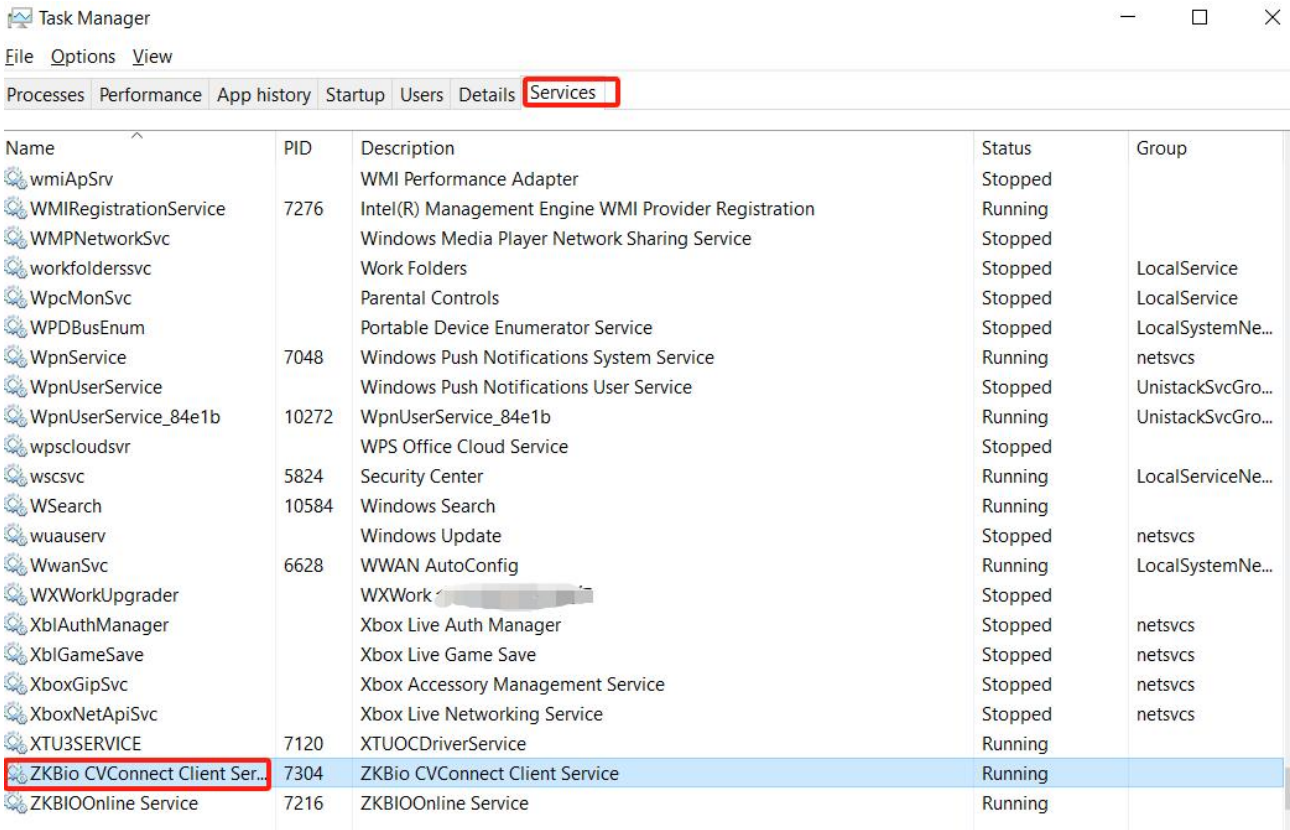 Task Manager
File Options View
Processes Performance App history Startup Users Details Services
Name PID Description Status Group
wmiApSrv WMI Performance Adapter Stopped
WMIRegistrationService 7276 Intel(R) Management Engine WMI Provider Registration Running
WMPNetworkSvc Windows Media Player Network Sharing Service Stopped
workfolderssvc Work Folders Stopped LocalService
WpcMonSvc Parental Controls Stopped LocalService
WPDBusEnum Portable Device Enumerator Service Stopped LocalSystemNe...
WpnService 7048 Windows Push Notifications System Service Running netsvcs
WpnUserService Windows Push Notifications User Service Stopped UnistackSvcGro...
WpnUserService_84e1b 10272 WpnUserService_84e1b Running UnistackSvcGro...
wpscloudsvr WPS Office Cloud Service Stopped
wscsvc 5824 Security Center Running LocalServiceNe...
WSearch 10584 Windows Search Running
wuauserv Windows Update Stopped netsvcs
WwanSvc 6628 WWAN AutoConfig Running LocalSystemNe...
WXWorkUpgrader WXWork Stopped
XblAuthManager Xbox Live Auth Manager Stopped netsvcs
XblGameSave Xbox Live Game Save Stopped netsvcs
XboxGipSvc Xbox Accessory Management Service Stopped netsvcs
XboxNetApiSvc Xbox Live Networking Service Stopped netsvcs
XTU3SERVICE 7120 XTUOCDriverService Running
ZKBio CVConnect Client Ser... 7304 ZKBio CVConnect Client Service Running
ZKBIOOnline Service 7216 ZKBIOOnline Service Running